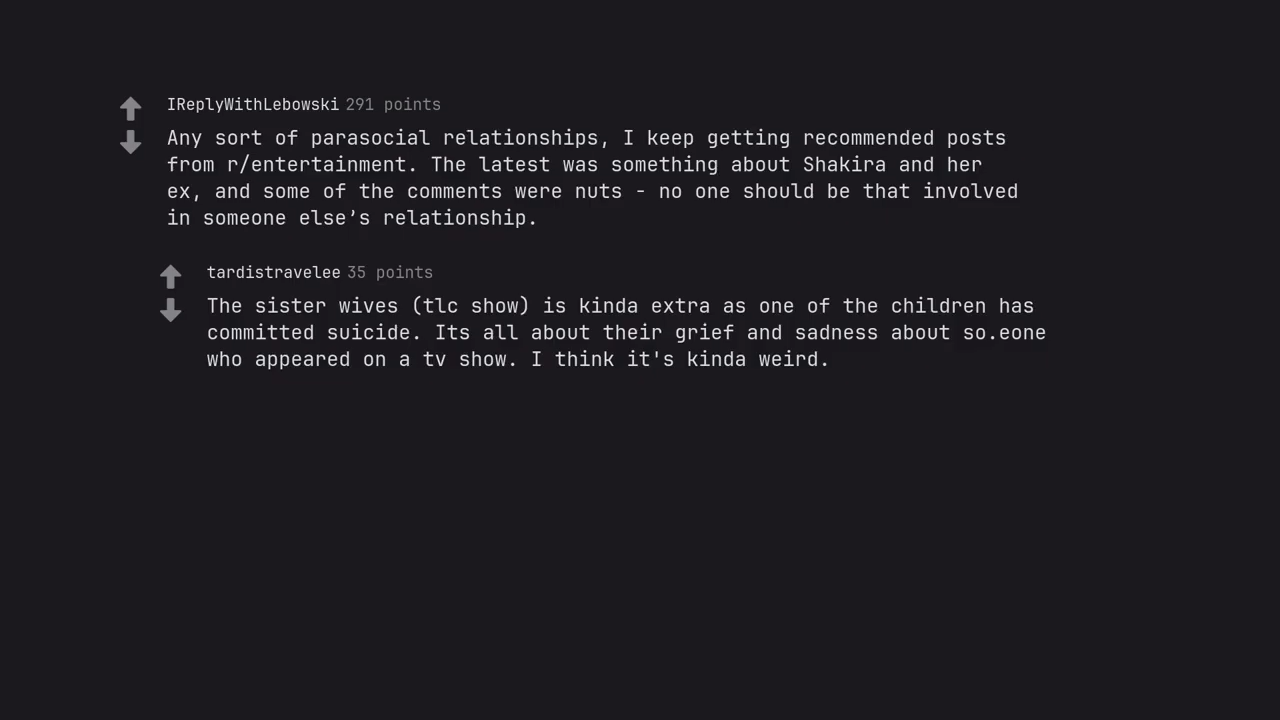 IReplyWithLebowski 291 points
Any sort of parasocial relationships, I keep getting recommended posts
from r/entertainment. The latest was something about Shakira and her
ex, and some of the comments were nuts - no one should be that involved
in someone else’s relationship.
tardistravelee 35 points
The sister wives (tlc show) is kinda extra as one of the children has
committed suicide. Its all about their grief and sadness about so.eone
who appeared on a tv show. I think it's kinda weird.